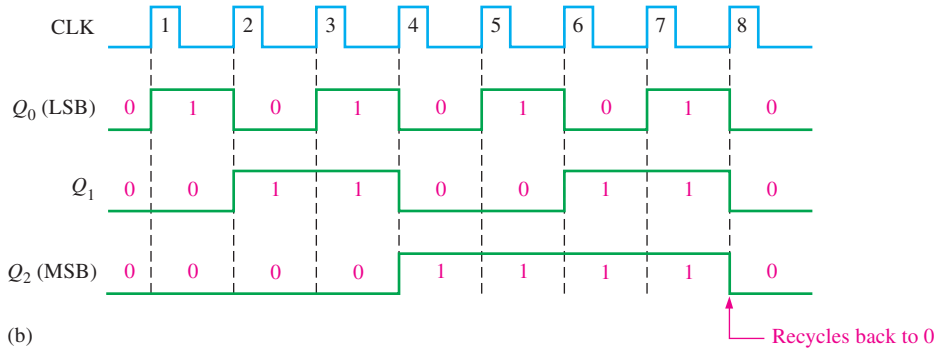 CLK 1 2 3 4 5 6 7 8
Q0 (LSB) 0 1 0 1 0 1 0 1 0
Q1 0 0 1 1 0 0 1 1 0
Q2 (MSB) 0 0 0 0 1 1 1 1 0
(b) Recycles back to 0